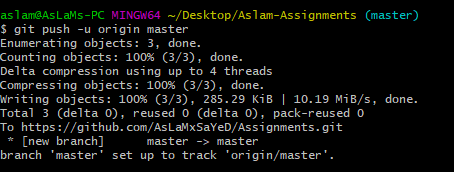 aslam@AsLaMs-PC MINGW64 ~/Desktop/Aslam-Assignments (master)
$ git push -u origin master
Enumerating objects: 3, done.
Counting objects: 100% (3/3), done.
Delta compression using up to 4 threads
Compressing objects: 100% (3/3), done.
Writing objects: 100% (3/3), 285.29 KiB | 10.19 MiB/s, done.
Total 3 (delta 0), reused 0 (delta 0), pack-reused 0
To https://github.com/AsLaMxSaYeD/Assignments.git
 * [new branch]      master -> master
branch 'master' set up to track 'origin/master'.